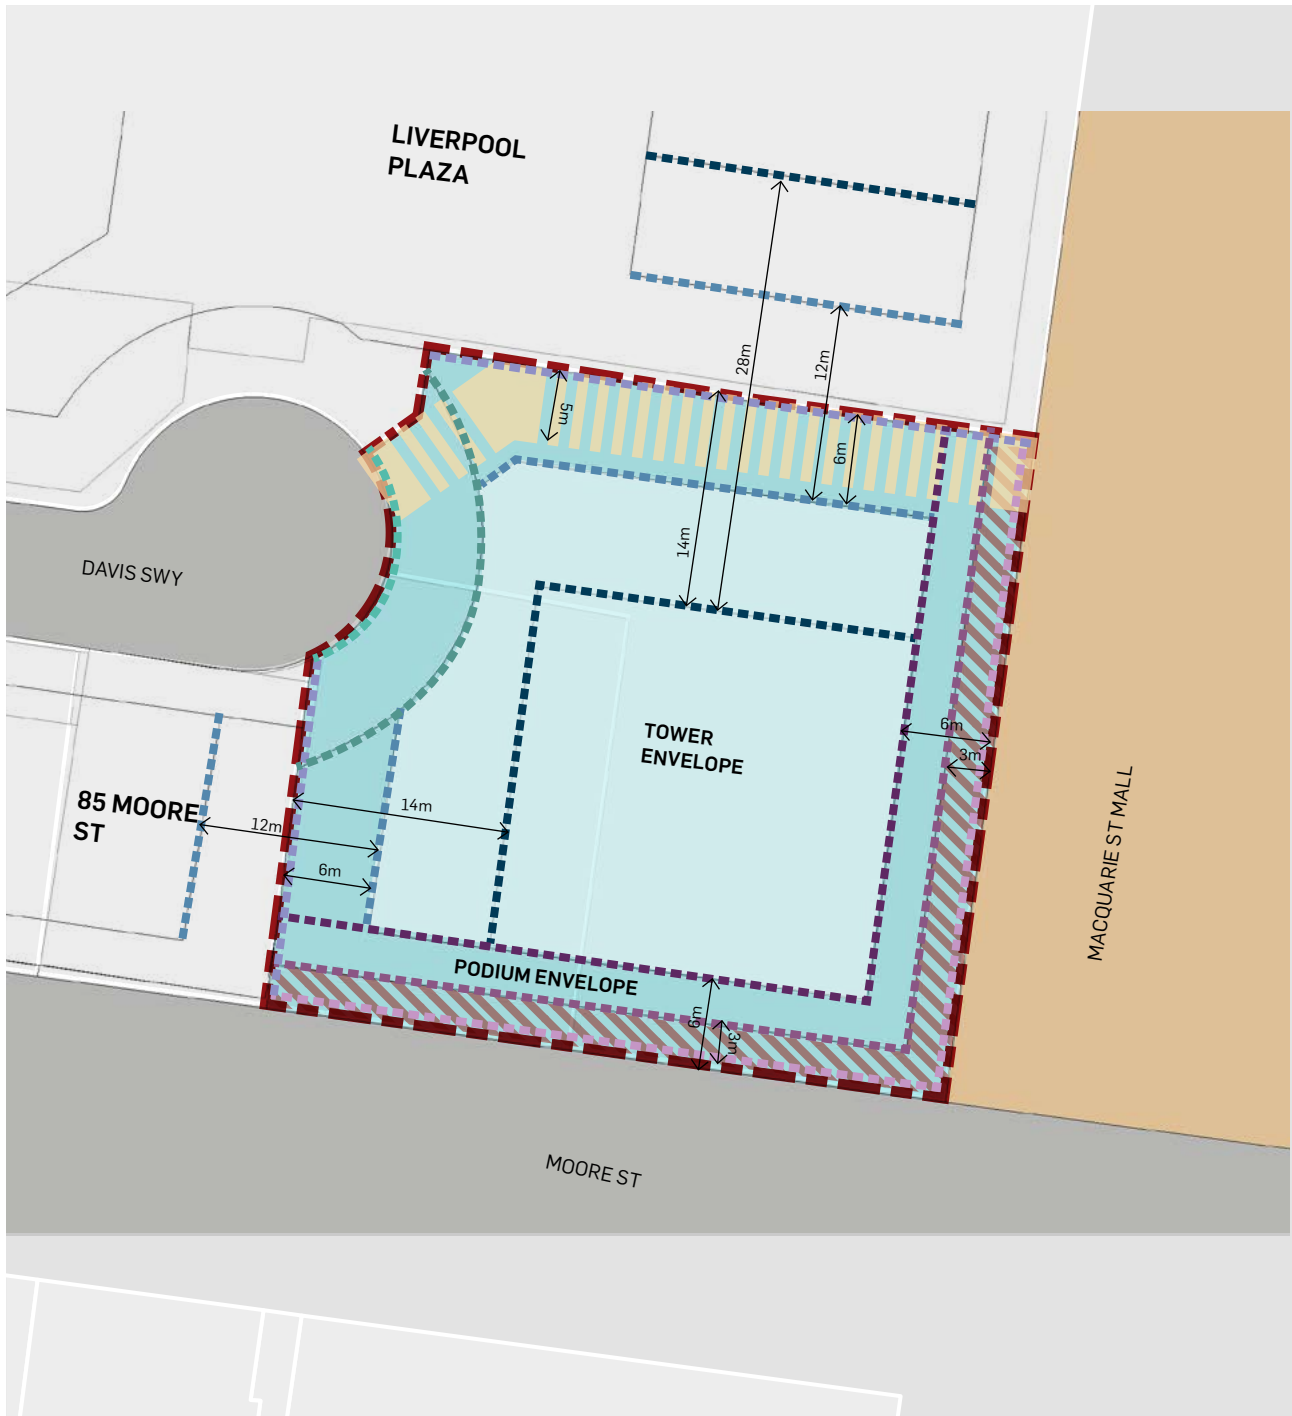 LIVERPOOL
PLAZA
28m
12m
5m
6m
14m
DAVIS SWY
TOWER
ENVELOPE
6m
3m
85 MOORE
ST
14m
12m
6m
MACQUARIE ST MALL
PODIUM ENVELOPE
6m
3m
MOORE ST